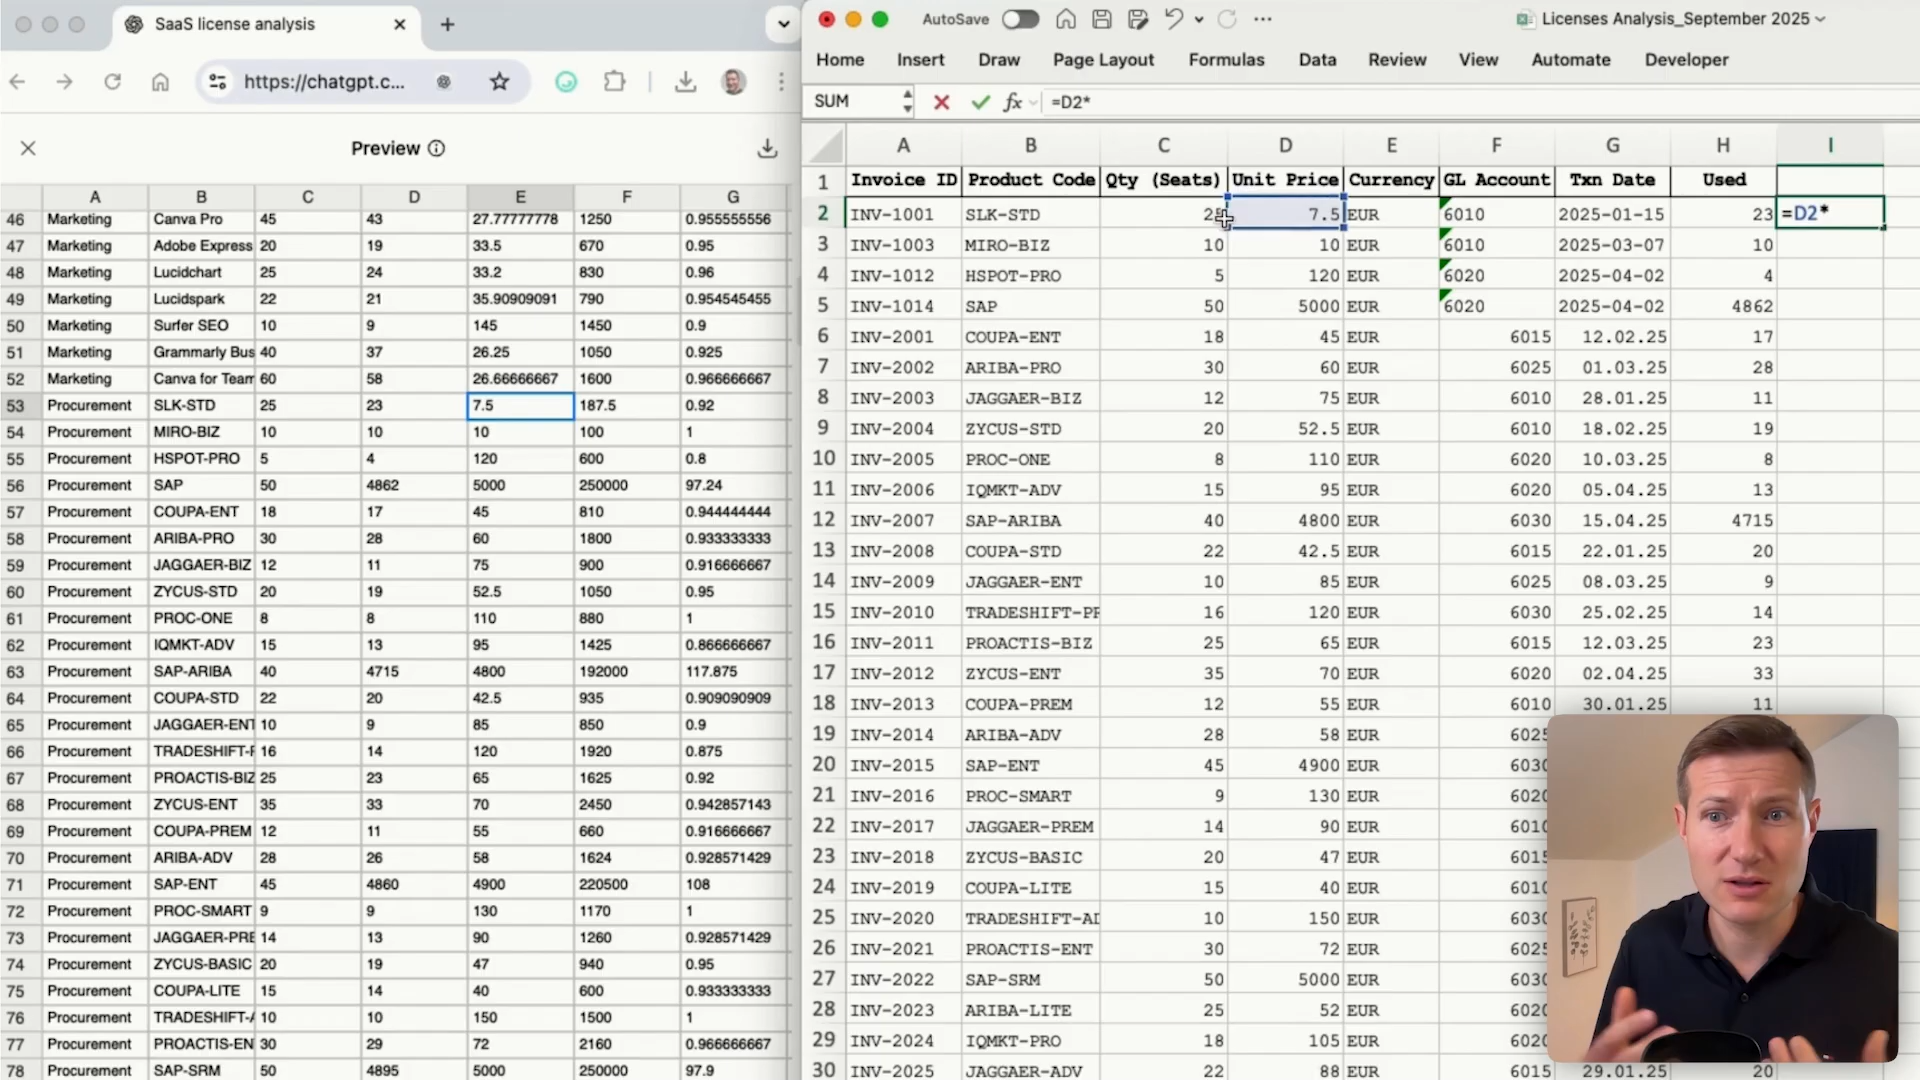 SaaS license analysis
https://chatgpt.c...
Preview
A B C D E F G
46 Marketing Canva Pro 45 43 27.77777778 1250 0.955555556
47 Marketing Adobe Express 20 19 33.5 670 0.95
48 Marketing Lucidchart 25 24 33.2 830 0.96
49 Marketing Lucidspark 22 21 35.90909091 790 0.954545455
50 Marketing Surfer SEO 10 9 145 1450 0.9
51 Marketing Grammarly Bus 40 37 26.25 1050 0.925
52 Marketing Canva for Team 60 58 26.66666667 1600 0.966666667
53 Procurement SLK-STD 25 23 7.5 187.5 0.92
54 Procurement MIRO-BIZ 10 10 10 100 1
55 Procurement HSPOT-PRO 5 4 120 600 0.8
56 Procurement SAP 50 4862 5000 250000 97.24
57 Procurement COUPA-ENT 18 17 45 810 0.944444444
58 Procurement ARIBA-PRO 30 28 60 1800 0.933333333
59 Procurement JAGGAER-BIZ 12 11 75 900 0.916666667
60 Procurement ZYCUS-STD 20 19 52.5 1050 0.95
61 Procurement PROC-ONE 8 8 110 880 1
62 Procurement IQMKT-ADV 15 13 95 1425 0.866666667
63 Procurement SAP-ARIBA 40 4715 4800 192000 117.875
64 Procurement COUPA-STD 22 20 42.5 935 0.909090909
65 Procurement JAGGAER-ENT 10 9 85 850 0.9
66 Procurement TRADESHIFT-P 16 14 120 1920 0.875
67 Procurement PROACTIS-BIZ 25 23 65 1625 0.92
68 Procurement ZYCUS-ENT 35 33 70 2450 0.942857143
69 Procurement COUPA-PREM 12 11 55 660 0.916666667
70 Procurement ARIBA-ADV 28 26 58 1624 0.928571429
71 Procurement SAP-ENT 45 4860 4900 220500 108
72 Procurement PROC-SMART 9 9 130 1170 1
73 Procurement JAGGAER-PRE 14 13 90 1260 0.928571429
74 Procurement ZYCUS-BASIC 20 19 47 940 0.95
75 Procurement COUPA-LITE 15 14 40 600 0.933333333
76 Procurement TRADESHIFT-A 10 10 150 1500 1
77 Procurement PROACTIS-EN 30 29 72 2160 0.966666667
78 Procurement SAP-SRM 50 4895 5000 250000 97.9
AutoSave
Licenses Analysis_September 2025
Home Insert Draw Page Layout Formulas Data Review View Automate Developer
SUM fx =D2*
A B C D E F G H I
1 Invoice ID Product Code Qty (Seats) Unit Price Currency GL Account Txn Date Used
2 INV-1001 SLK-STD 7.5 EUR 6010 2025-01-15 23 =D2*
3 INV-1003 MIRO-BIZ 10 10 EUR 6010 2025-03-07 10
4 INV-1012 HSPOT-PRO 5 120 EUR 6020 2025-04-02 4
5 INV-1014 SAP 50 5000 EUR 6020 2025-04-02 4862
6 INV-2001 COUPA-ENT 18 45 EUR 6015 12.02.25 17
7 INV-2002 ARIBA-PRO 30 60 EUR 6025 01.03.25 28
8 INV-2003 JAGGAER-BIZ 12 75 EUR 6010 28.01.25 11
9 INV-2004 ZYCUS-STD 20 52.5 EUR 6010 18.02.25 19
10 INV-2005 PROC-ONE 8 110 EUR 6020 10.03.25 8
11 INV-2006 IQMKT-ADV 15 95 EUR 6020 05.04.25 13
12 INV-2007 SAP-ARIBA 40 4800 EUR 6030 15.04.25 4715
13 INV-2008 COUPA-STD 22 42.5 EUR 6015 22.01.25 20
14 INV-2009 JAGGAER-ENT 10 85 EUR 6025 08.03.25 9
15 INV-2010 TRADESHIFT-PR 16 120 EUR 6030 25.02.25 14
16 INV-2011 PROACTIS-BIZ 25 65 EUR 6015 12.03.25 23
17 INV-2012 ZYCUS-ENT 35 70 EUR 6020 02.04.25 33
18 INV-2013 COUPA-PREM 12 55 EUR 6010 30.01.25 11
19 INV-2014 ARIBA-ADV 28 58 EUR 6025
20 INV-2015 SAP-ENT 45 4900 EUR 6030
21 INV-2016 PROC-SMART 9 130 EUR 6020
22 INV-2017 JAGGAER-PREM 14 90 EUR 6010
23 INV-2018 ZYCUS-BASIC 20 47 EUR 6015
24 INV-2019 COUPA-LITE 15 40 EUR 6010
25 INV-2020 TRADESHIFT-AD 10 150 EUR 6030
26 INV-2021 PROACTIS-ENT 30 72 EUR 6025
27 INV-2022 SAP-SRM 50 5000 EUR 6030
28 INV-2023 ARIBA-LITE 25 52 EUR 6020
29 INV-2024 IQMKT-PRO 18 105 EUR 6020
30 INV-2025 JAGGAER-ADV 22 88 EUR 6015 29.01.25 20